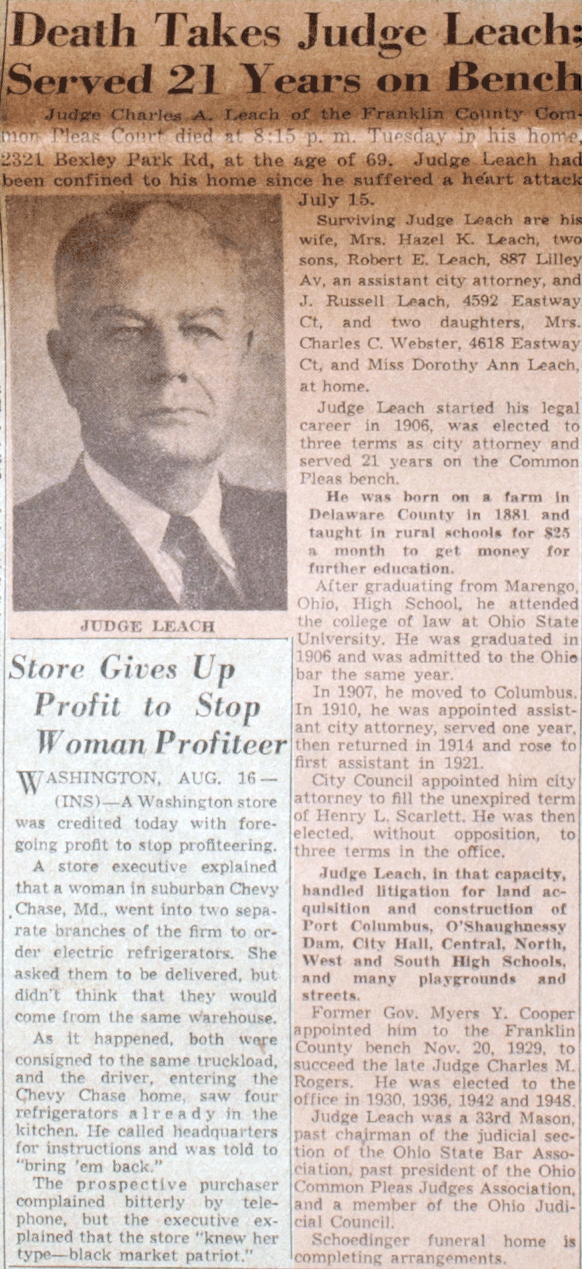 Death Takes Judge Leach;
Served 21 Years on Bench
Judge Charles A. Leach of the Franklin County Com-
mon Pleas Court died at 8:15 p. m. Tuesday in his home,
2321 Bexley Park Rd, at the age of 69. Judge Leach had
been confined to his home since he suffered a heart attack
July 15.
Surviving Judge Leach are his
wife, Mrs. Hazel K. Leach, two
sons, Robert E. Leach, 887 Lilley
Av, an assistant city attorney, and
J. Russell Leach, 4592 Eastway
Ct, and two daughters, Mrs.
Charles C. Webster, 4618 Eastway
Ct, and Miss Dorothy Ann Leach,
at home.
Judge Leach started his legal
career in 1906, was elected to
three terms as city attorney and
served 21 years on the Common
Pleas bench.
He was born on a farm in
Delaware County in 1881 and
taught in rural schools for $25
a month to get money for
further education.
After graduating from Marengo,
Ohio, High School, he attended
the college of law at Ohio State
University. He was graduated in
1906 and was admitted to the Ohio
bar the same year.
In 1907, he moved to Columbus.
In 1910, he was appointed assist-
ant city attorney, served one year,
then returned in 1914 and rose to
first assistant in 1921.
City Council appointed him city
attorney to fill the unexpired term
of Henry L. Scarlett. He was then
elected, without opposition, to
three terms in the office.
Judge Leach, in that capacity,
handled litigation for land ac-
quisition and construction of
Port Columbus, O'Shaughnessy
Dam, City Hall, Central, North,
West and South High Schools,
and many playgrounds and
streets.
Former Gov. Myers Y. Cooper
appointed him to the Franklin
County bench Nov. 20, 1929, to
succeed the late Judge Charles M.
Rogers. He was elected to the
office in 1930, 1936, 1942 and 1948.
Judge Leach was a 33rd Mason,
past chairman of the judicial sec-
tion of the Ohio State Bar Asso-
ciation, past president of the Ohio
Common Pleas Judges Association,
and a member of the Ohio Judi-
cial Council.
Schoedinger funeral home is
completing arrangements.
JUDGE LEACH
Store Gives Up
Profit to Stop
Woman Profiteer
WASHINGTON, AUG. 16—
(INS)—A Washington store
was credited today with fore-
going profit to stop profiteering.
A store executive explained
that a woman in suburban Chevy
Chase, Md., went into two sepa-
rate branches of the firm to or-
der electric refrigerators. She
asked them to be delivered, but
didn't think that they would
come from the same warehouse.
As it happened, both were
consigned to the same truckload,
and the driver, entering the
Chevy Chase home, saw four
refrigerators already in the
kitchen. He called headquarters
for instructions and was told to
"bring 'em back."
The prospective purchaser
complained bitterly by tele-
phone, but the executive ex-
plained that the store "knew her
type—black market patriot."